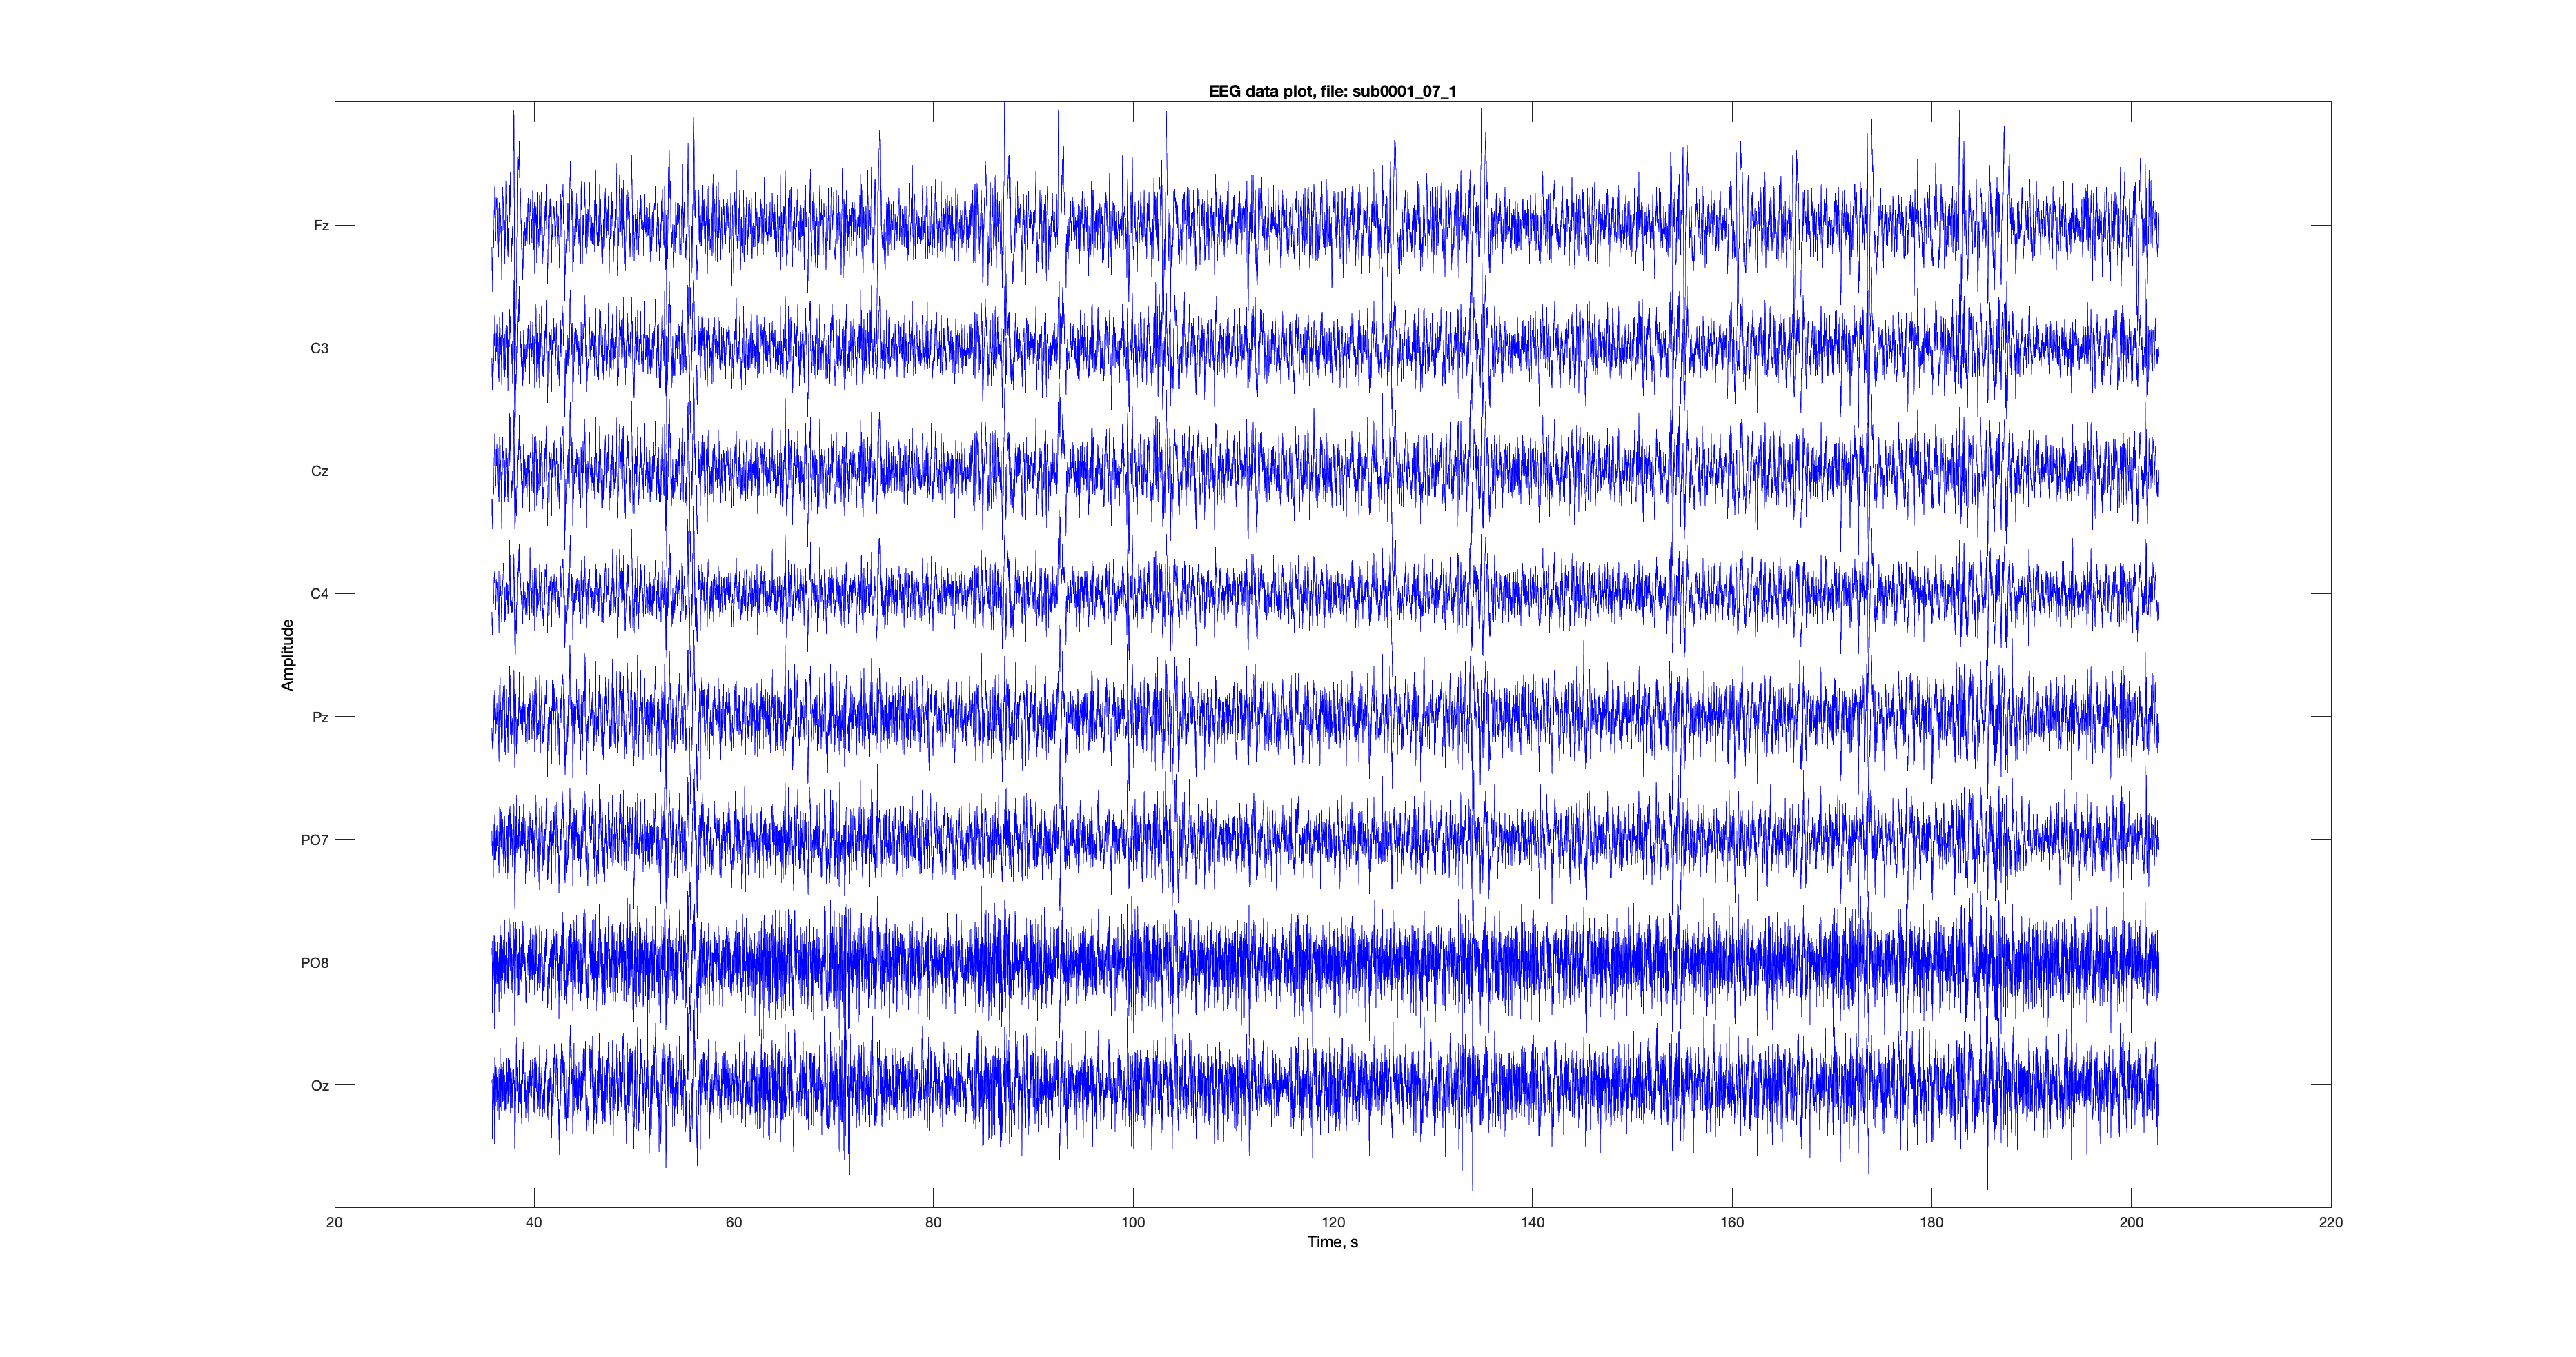 EEG data plot, file: sub0001_07_1
Fz
C3
Cz
C4
Pz
PO7
PO8
Oz
Amplitude
20 40 60 80 100 120 140 160 180 200 220
Time, s